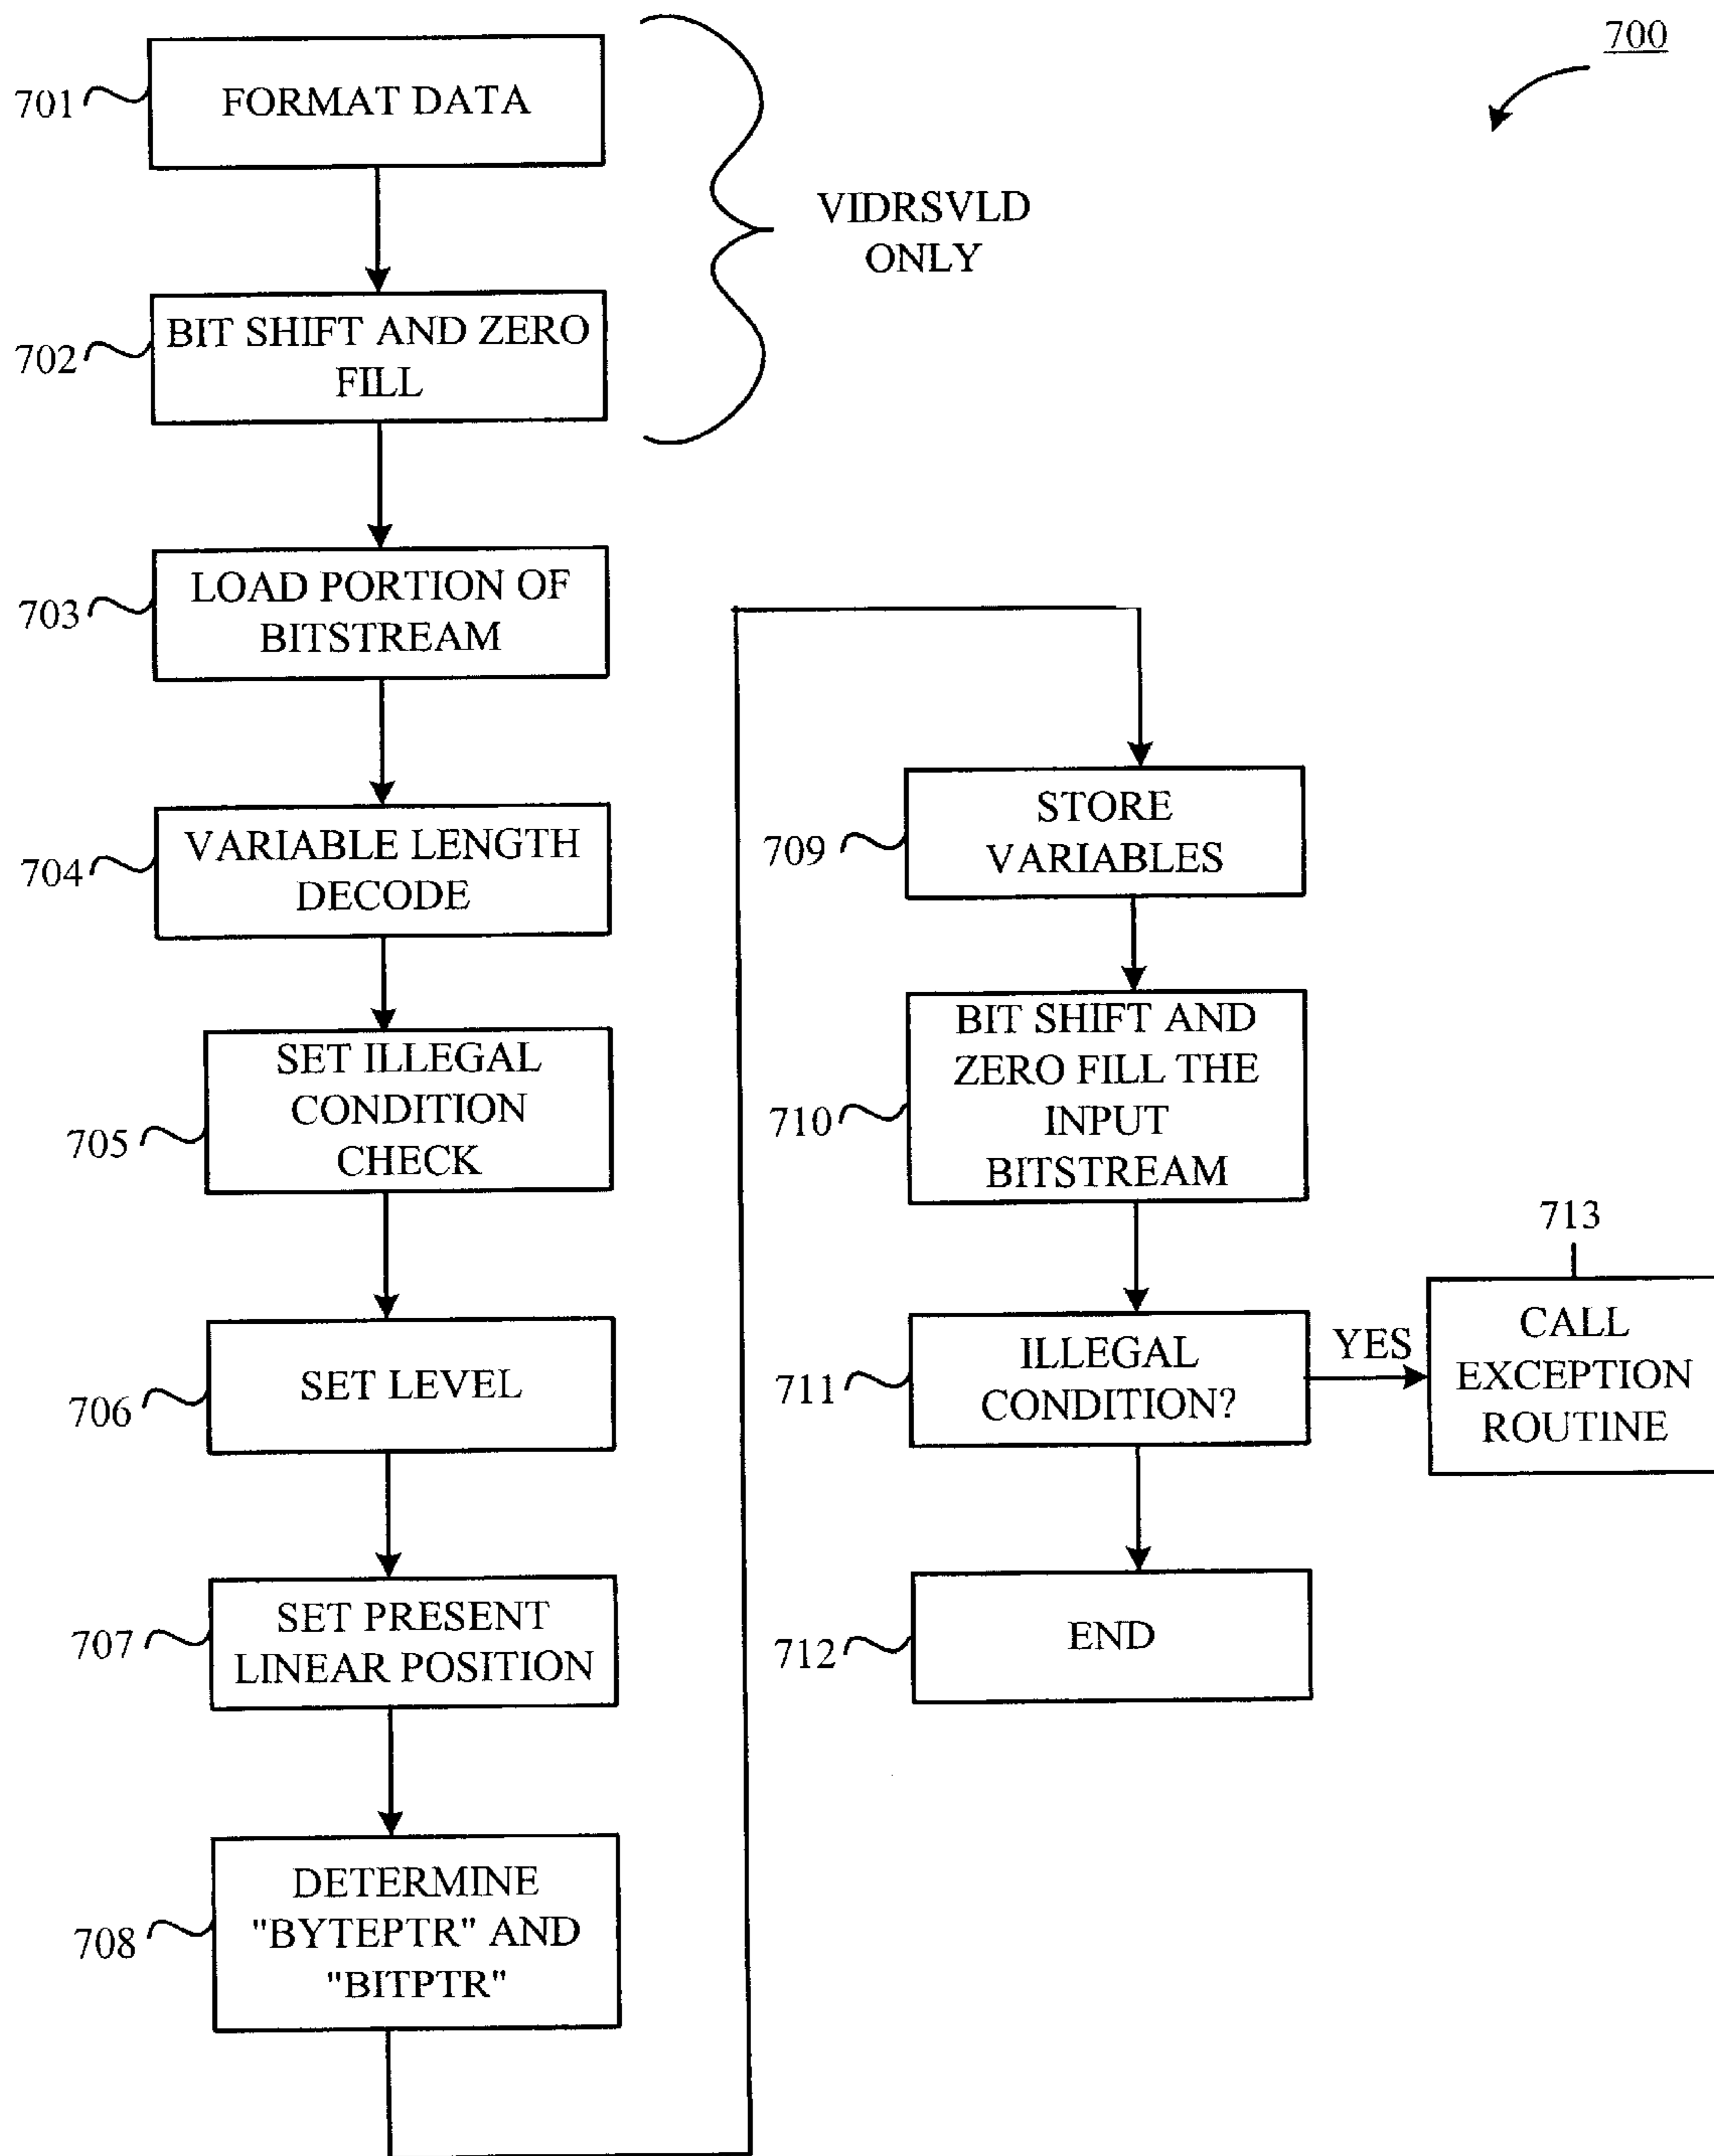 700
701
FORMAT DATA
VIDRSVLD
ONLY
702
BIT SHIFT AND ZERO
FILL
703
LOAD PORTION OF
BITSTREAM
704
VARIABLE LENGTH
DECODE
705
SET ILLEGAL
CONDITION
CHECK
706
SET LEVEL
707
SET PRESENT
LINEAR POSITION
708
DETERMINE
"BYTEPTR" AND
"BITPTR"
709
STORE
VARIABLES
710
BIT SHIFT AND
ZERO FILL THE
INPUT
BITSTREAM
711
ILLEGAL
CONDITION?
YES
713
CALL
EXCEPTION
ROUTINE
712
END